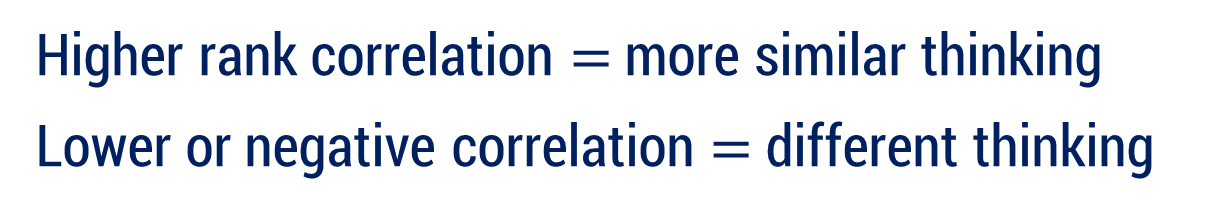 Higher rank correlation = more similar thinking
Lower or negative correlation = different thinking